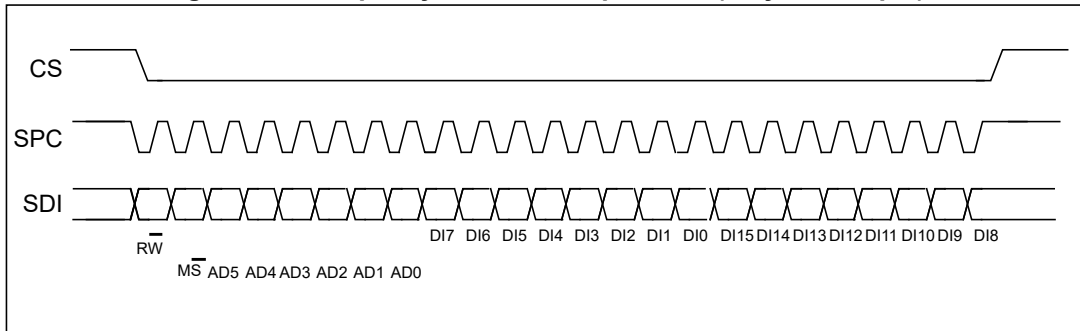 CS
SPC
SDI
RW DI7 DI6 DI5 DI4 DI3 DI2 DI1 DI0 DI15 DI14 DI13 DI12 DI11 DI10 DI9 DI8
MS AD5 AD4 AD3 AD2 AD1 AD0